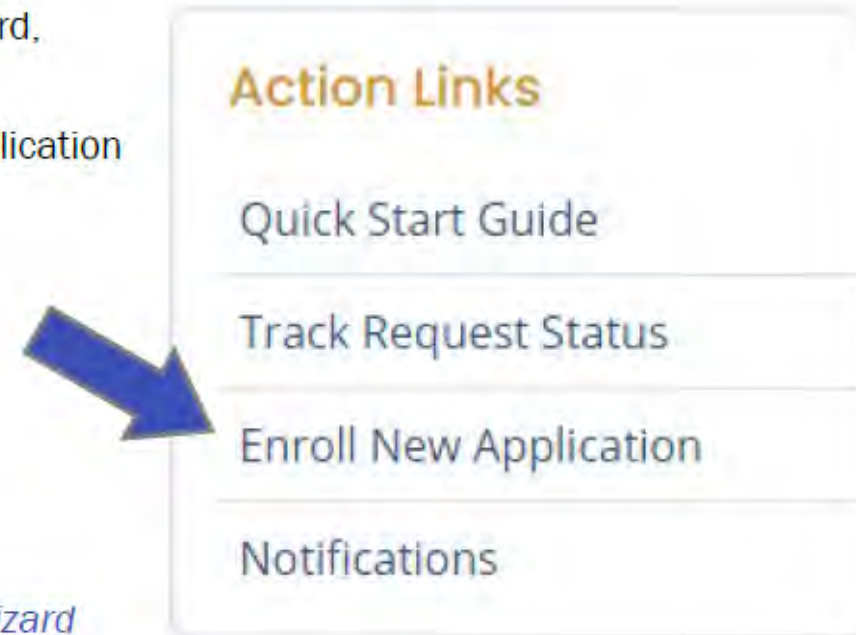 rd,
lication
izard
Action Links
Quick Start Guide
Track Request Status
Enroll New Application
Notifications